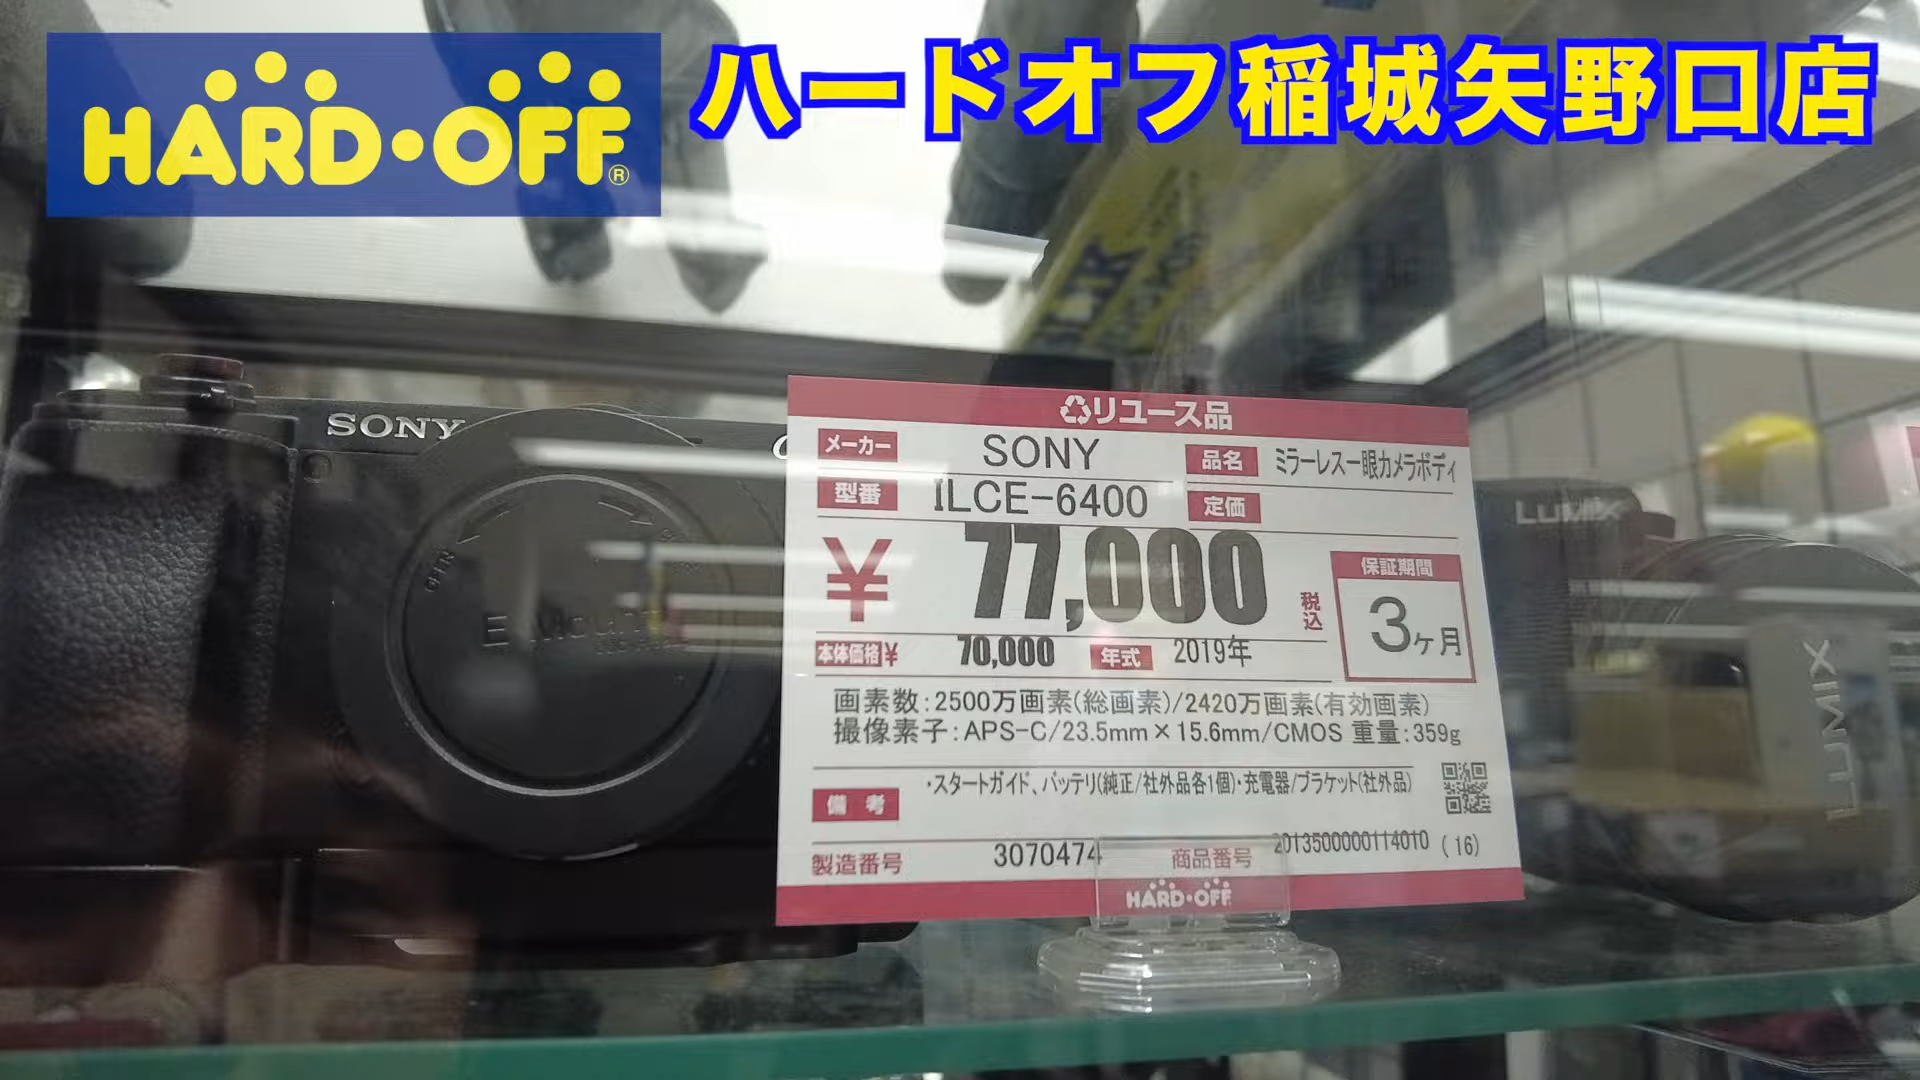 HARD・OFF®
ハードオフ稲城矢野口店
SONY
リユース品
メーカー SONY 品名 ミラーレス一眼カメラボディ
型番 ILCE-6400 定価
¥ 77,000 税込
保証期間
3ヶ月
本体価格¥ 70,000 年式 2019年
画素数:2500万画素(総画素)/2420万画素(有効画素)
撮像素子:APS-C/23.5mm×15.6mm/CMOS 重量:359g
備考 ・スタートガイド、バッテリ(純正/社外品各1個)・充電器/ブラケット(社外品)
製造番号 3070474 商品番号 2013500000114010 (16)
HARD・OFF
E
LUMIX
LUMIX